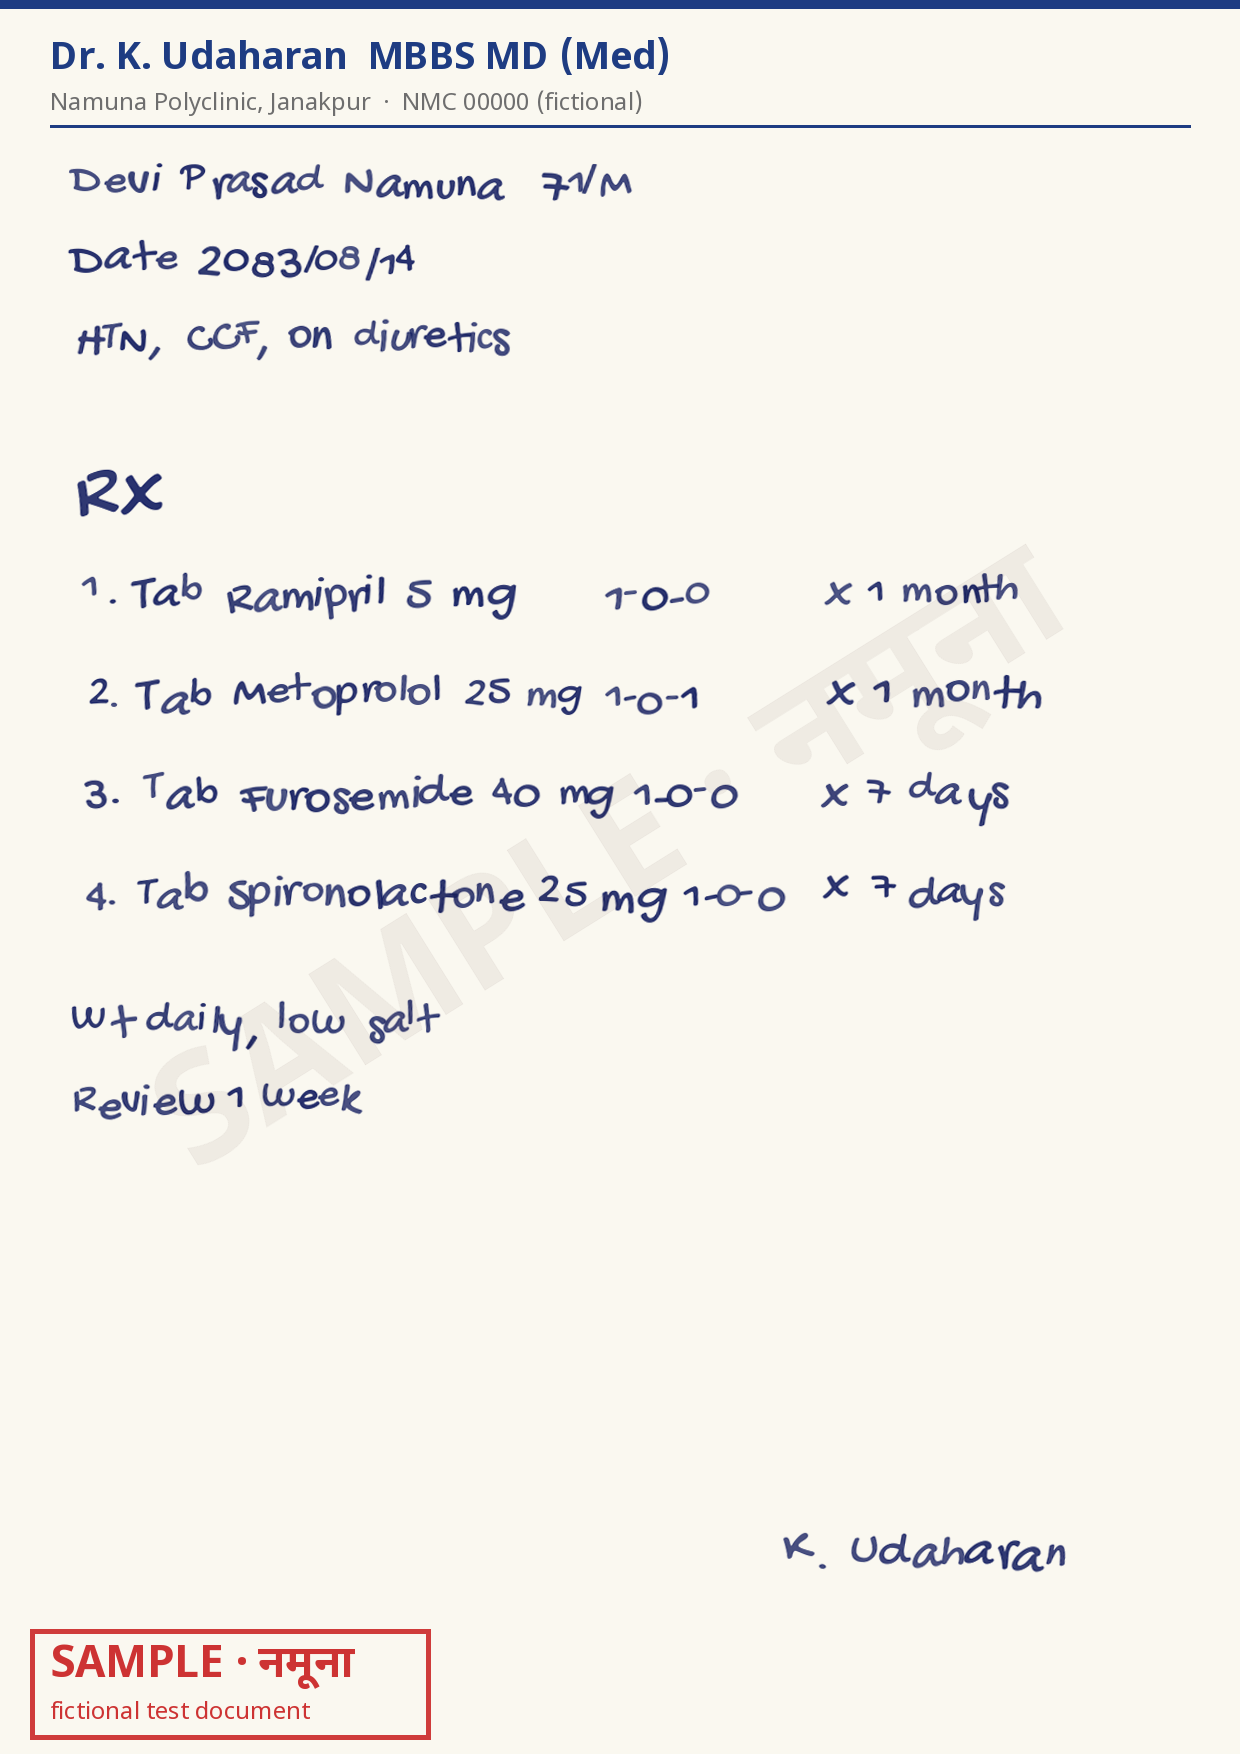 Dr. K. Udaharan MBBS MD (Med)
Namuna Polyclinic, Janakpur · NMC 00000 (fictional)
Devi Prasad Namuna 71/M
Date 2083/08/14
HTN, CCF, on diuretics
RX
1. Tab Ramipril 5 mg 1-0-0 x 1 month
2. Tab Metoprolol 25 mg 1-0-1 x 1 month
3. Tab Furosemide 40 mg 1-0-0 x 7 days
4. Tab Spironolactone 25 mg 1-0-0 x 7 days
Wt daily, low salt
Review 1 week
SAMPLE · नमूना
K. Udaharan
SAMPLE · नमूना
fictional test document